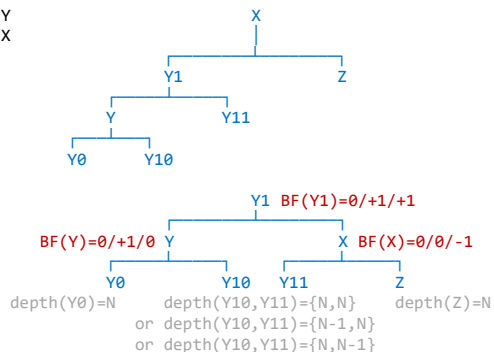 Y X
X
Y1 Z
Y Y11
Y0 Y10
Y1 BF(Y1)=0/+1/+1
BF(Y)=0/+1/0 Y X BF(X)=0/0/-1
Y0 Y10 Y11 Z
depth(Y0)=N depth(Y10,Y11)={N,N} depth(Z)=N
or depth(Y10,Y11)={N-1,N}
or depth(Y10,Y11)={N,N-1}